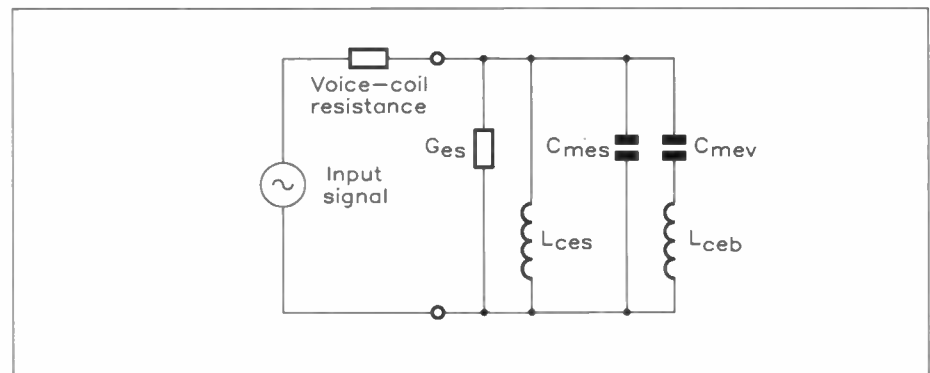 Voice-coil
resistance
Input
signal
Ges
Lces
Cmes
Cmev
Lceb